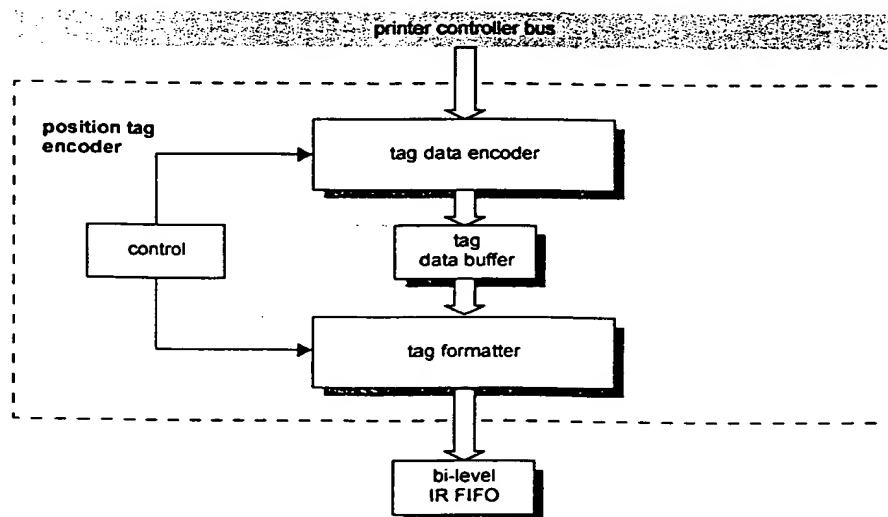 printer controller bus
position tag
encoder
tag data encoder
control
tag
data buffer
tag formatter
bi-level
IR FIFO